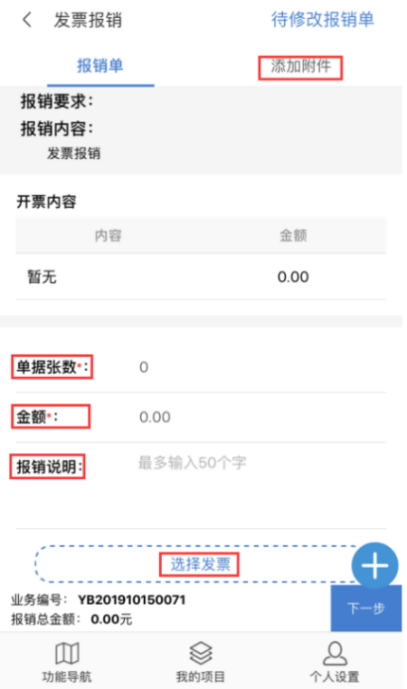 发票报销 待修改报销单
报销单 添加附件
报销要求：
报销内容：
发票报销
开票内容
内容 金额
暂无 0.00
单据张数*： 0
金额*： 0.00
报销说明： 最多输入50个字
选择发票
业务编号： YB201910150071
报销总金额： 0.00元
下一步
功能导航 我的项目 个人设置